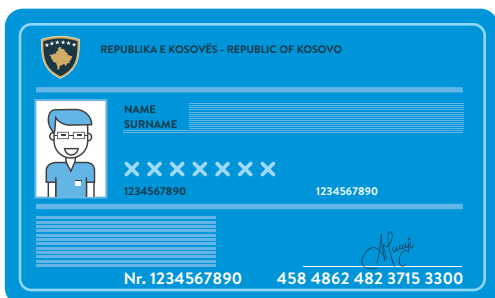 REPUBLIKA E KOSOVËS - REPUBLIC OF KOSOVO
NAME
SURNAME
XXXXXXX
1234567890 1234567890
Nr. 1234567890 458 4862 482 3715 3300